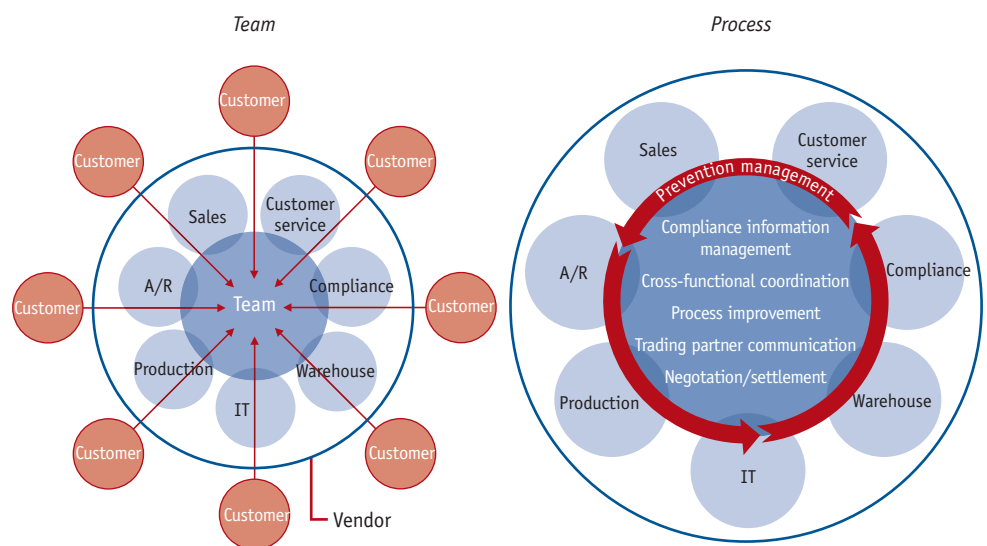 Team
Customer
Customer
Customer
Sales
Customer
service
A/R
Team
Compliance
Customer
Customer
Production
Warehouse
IT
Customer
Customer
Customer
Vendor
Process
Sales
Customer
service
Prevention management
Compliance information
management
A/R
Compliance
Cross-functional coordination
Process improvement
Trading partner communication
Negotation/settlement
Production
Warehouse
IT